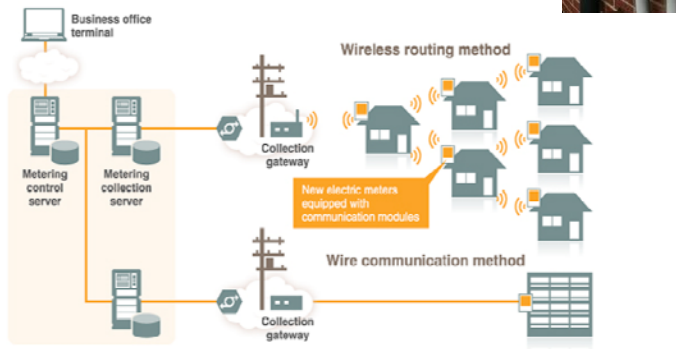 Business office
terminal
Wireless routing method
Metering
control
server
Metering
collection
server
Collection
gateway
New electric meters
equipped with
communication modules
Wire communication method
Collection
gateway